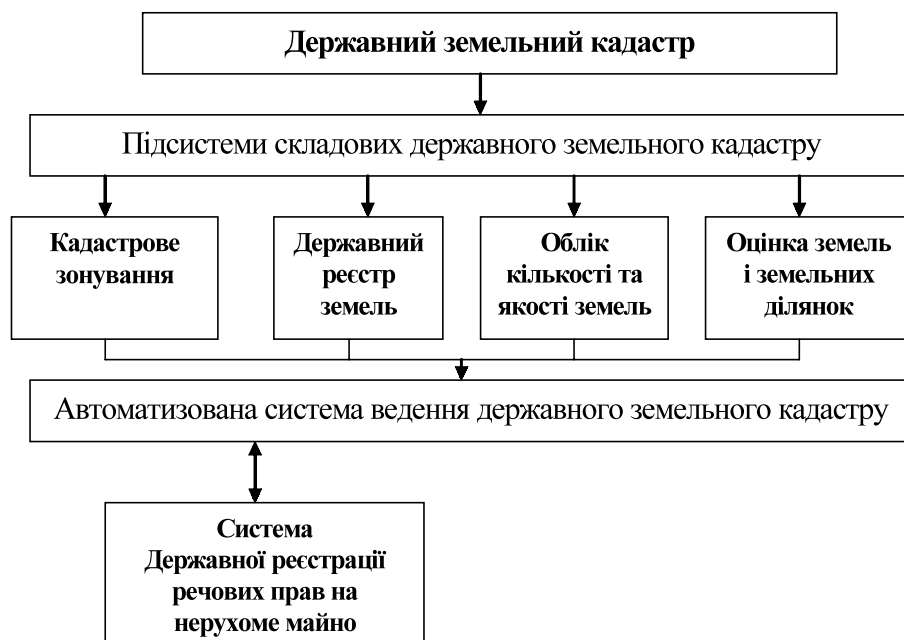 Державний земельний кадастр
Підсистеми складових державного земельного кадастру
Кадастрове
зонування
Державний
реєстр
земель
Облік
кількості та
якості земель
Оцінка земель
і земельних
ділянок
Автоматизована система ведення державного земельного кадастру
Система
Державної реєстрації
речових прав на
нерухоме майно